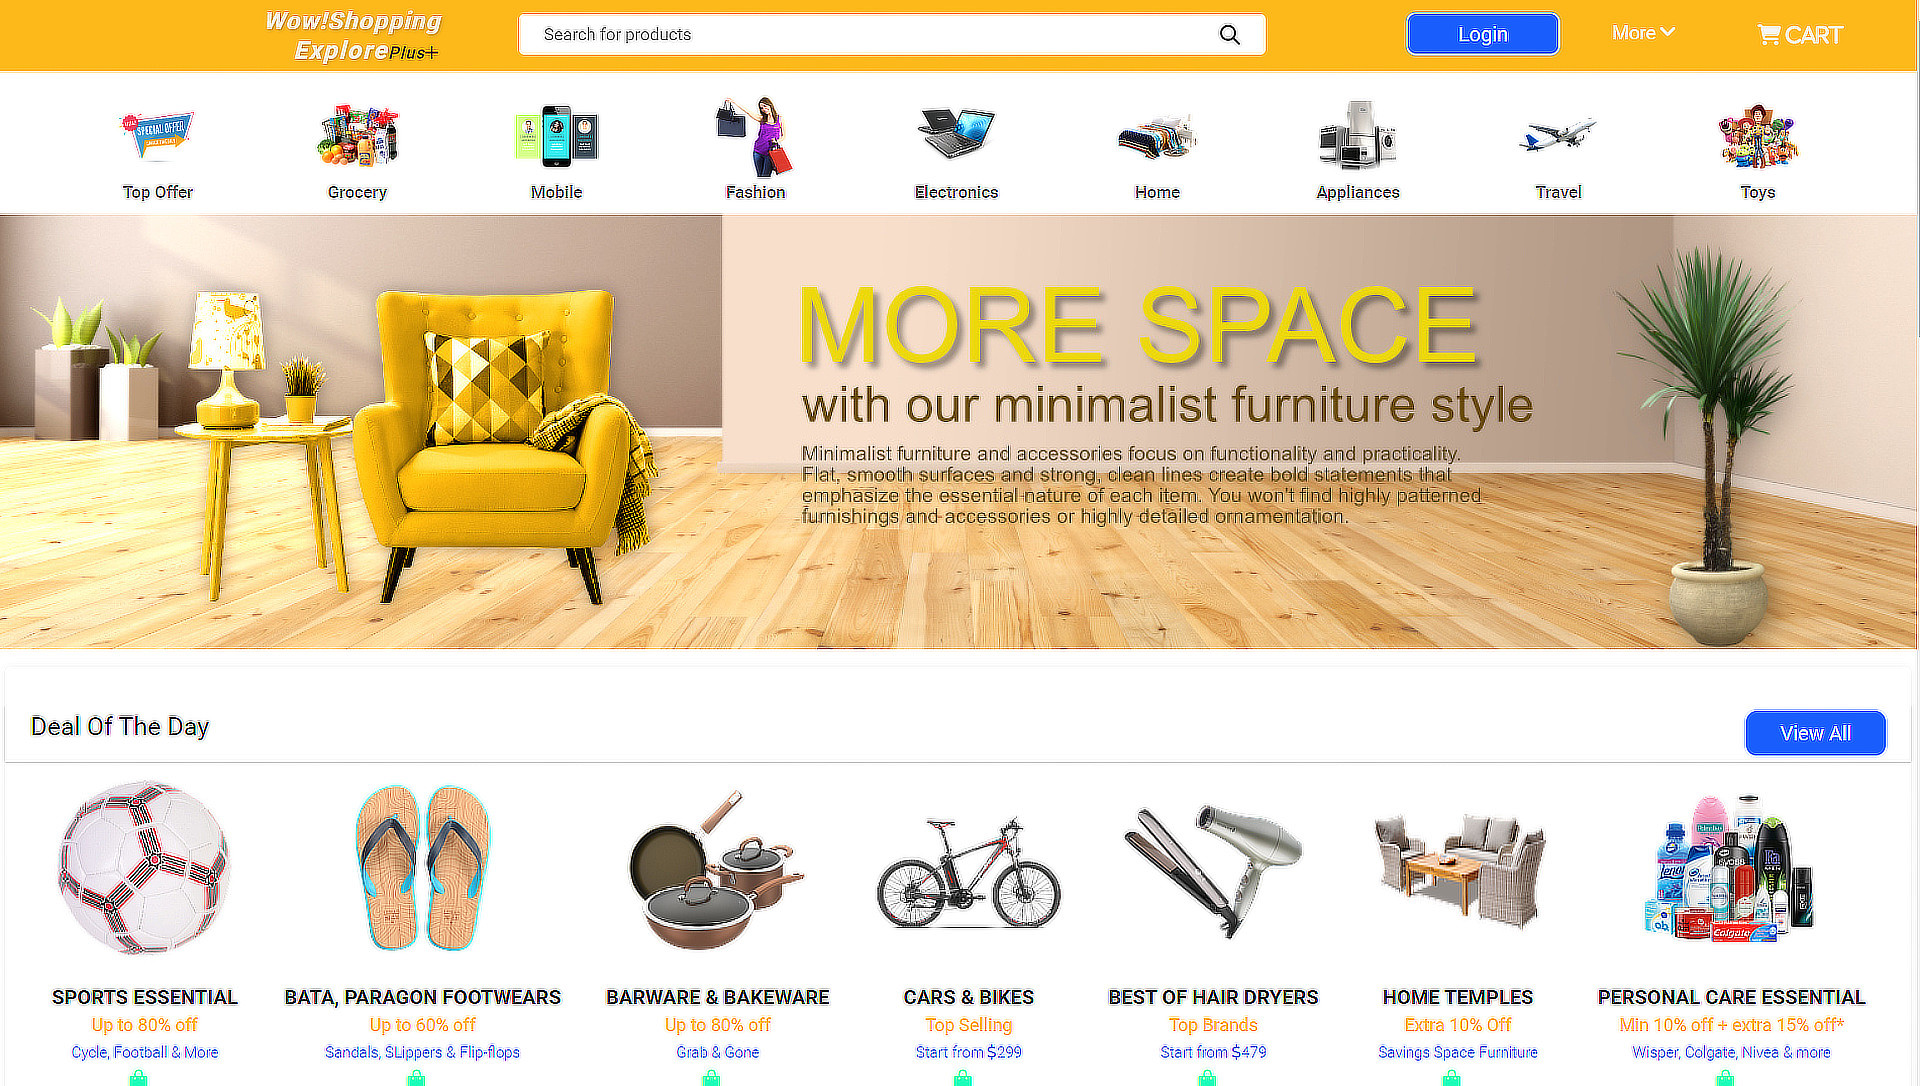 Wow!Shopping
ExplorePlus+
Search for products
Login
More
CART
SPECIAL OFFER
Top Offer
Grocery
Mobile
Fashion
Electronics
Home
Appliances
Travel
Toys
MORE SPACE
with our minimalist furniture style
Minimalist furniture and accessories focus on functionality and practicality.
Flat, smooth surfaces and strong, clean lines create bold statements that
emphasize the essential nature of each item. You won't find highly patterned
furnishings and accessories or highly detailed ornamentation.
Deal Of The Day
View All
Colgate
SPORTS ESSENTIAL
Up to 80% off
Cycle, Football & More
BATA, PARAGON FOOTWEARS
Up to 60% off
Sandals, SLippers & Flip-flops
BARWARE & BAKEWARE
Up to 80% off
Grab & Gone
CARS & BIKES
Top Selling
Start from $299
BEST OF HAIR DRYERS
Top Brands
Start from $479
HOME TEMPLES
Extra 10% Off
Savings Space Furniture
PERSONAL CARE ESSENTIAL
Min 10% off + extra 15% off*
Wisper, Colgate, Nivea & more